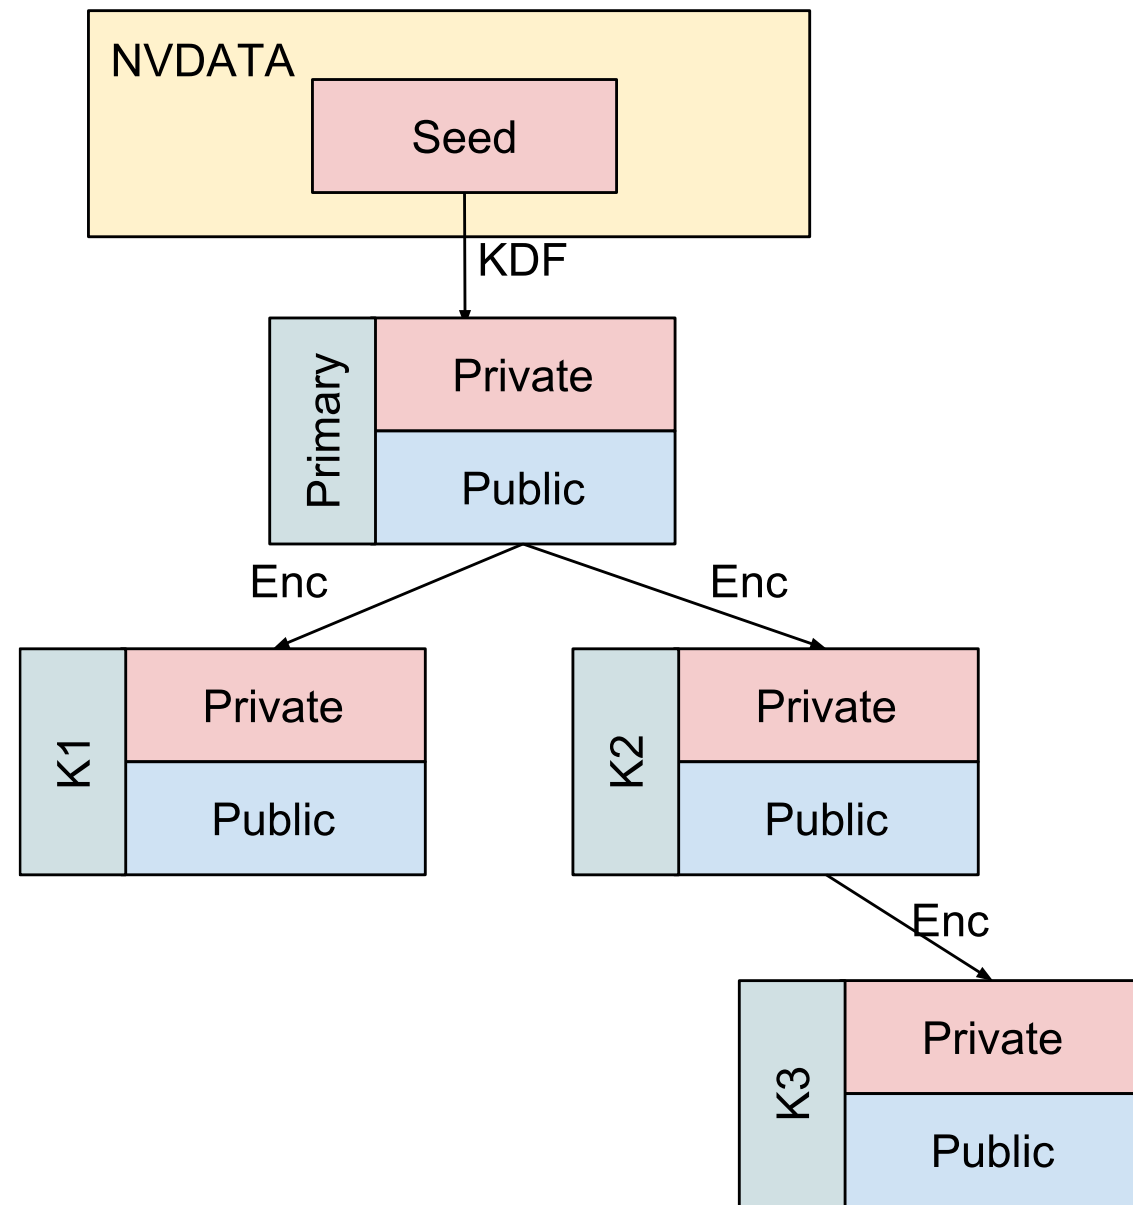 NVDATA
Seed
KDF
Primary
Private
Public
Enc
Enc
K1
Private
Public
K2
Private
Public
Enc
K3
Private
Public